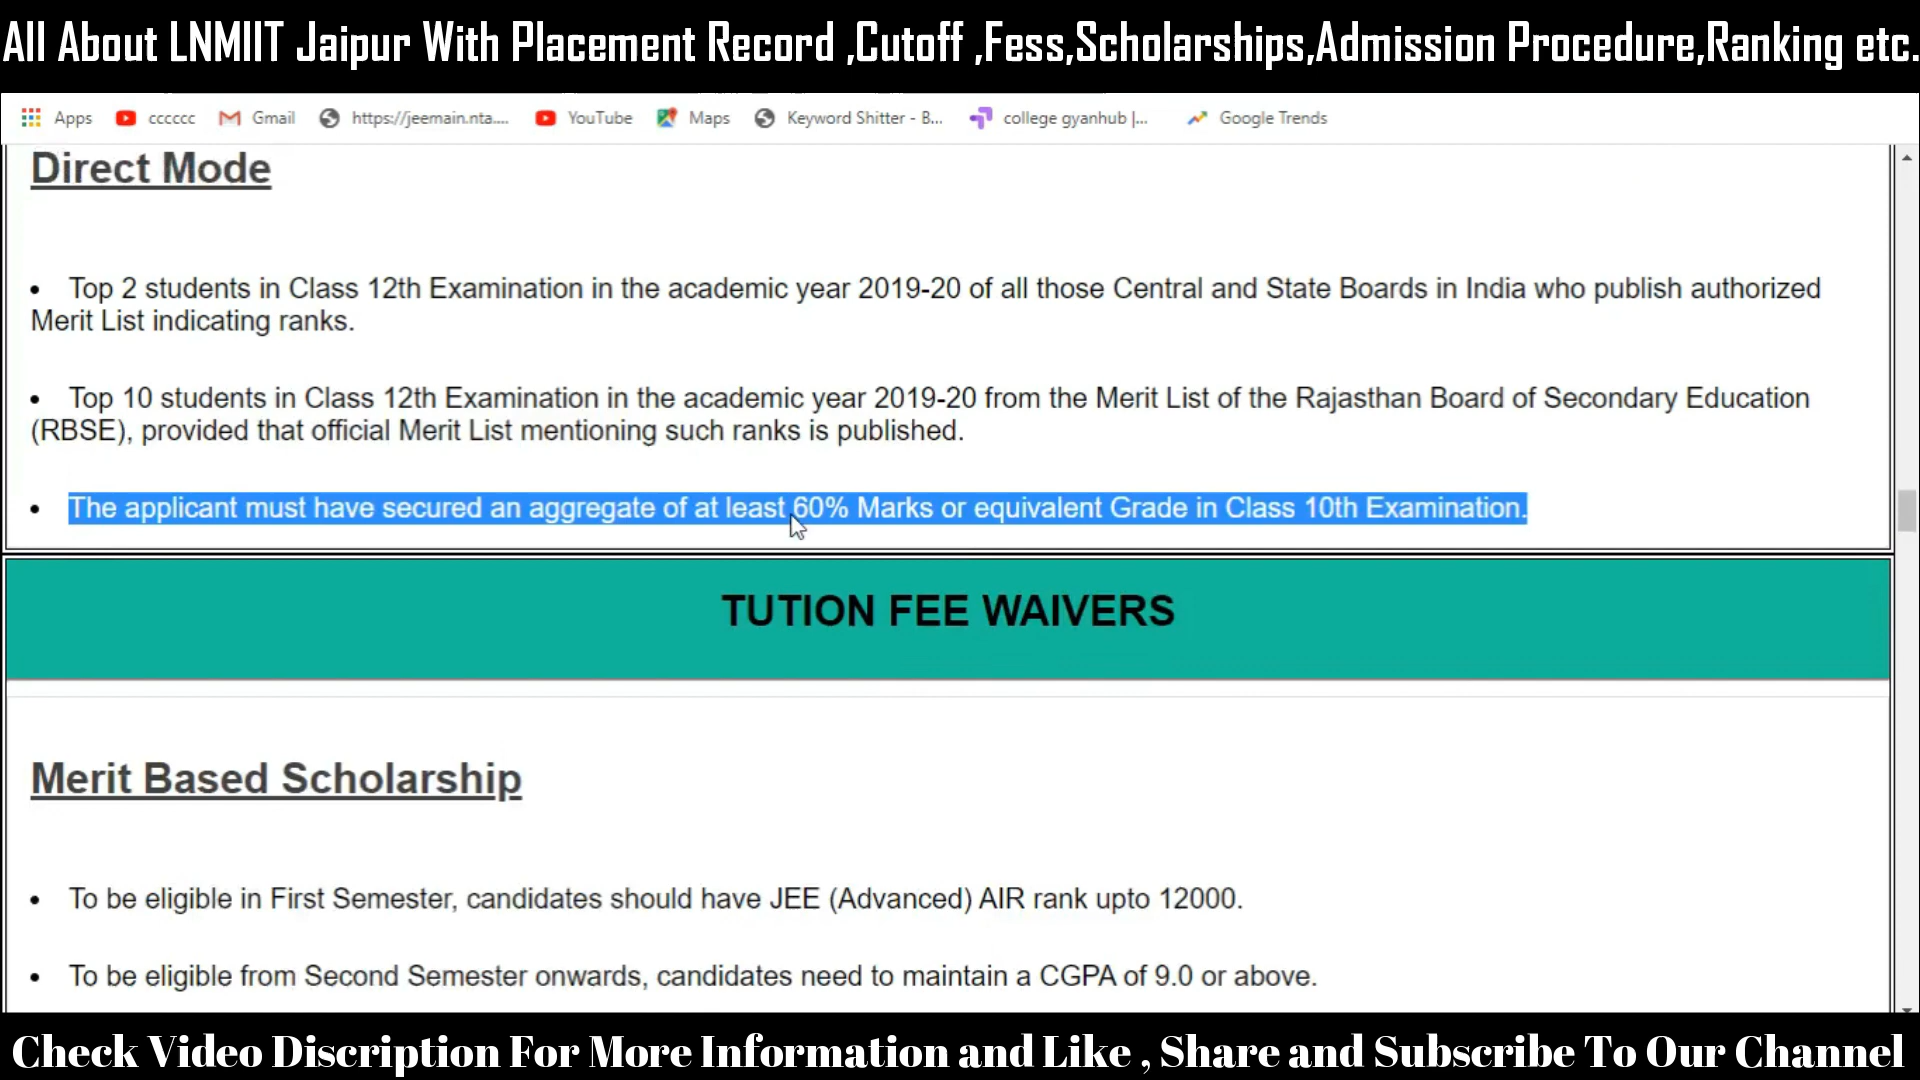 All About LNMIIT Jaipur With Placement Record ,Cutoff ,Fess,Scholarships,Admission Procedure,Ranking etc.
Apps cccccc Gmail https://jeemain.nta.... YouTube Maps Keyword Shitter - B... college gyanhub |... Google Trends
Direct Mode
• Top 2 students in Class 12th Examination in the academic year 2019-20 of all those Central and State Boards in India who publish authorized
Merit List indicating ranks.
• Top 10 students in Class 12th Examination in the academic year 2019-20 from the Merit List of the Rajasthan Board of Secondary Education
(RBSE), provided that official Merit List mentioning such ranks is published.
• The applicant must have secured an aggregate of at least 60% Marks or equivalent Grade in Class 10th Examination.
TUTION FEE WAIVERS
Merit Based Scholarship
• To be eligible in First Semester, candidates should have JEE (Advanced) AIR rank upto 12000.
• To be eligible from Second Semester onwards, candidates need to maintain a CGPA of 9.0 or above.
Check Video Discription For More Information and Like , Share and Subscribe To Our Channel